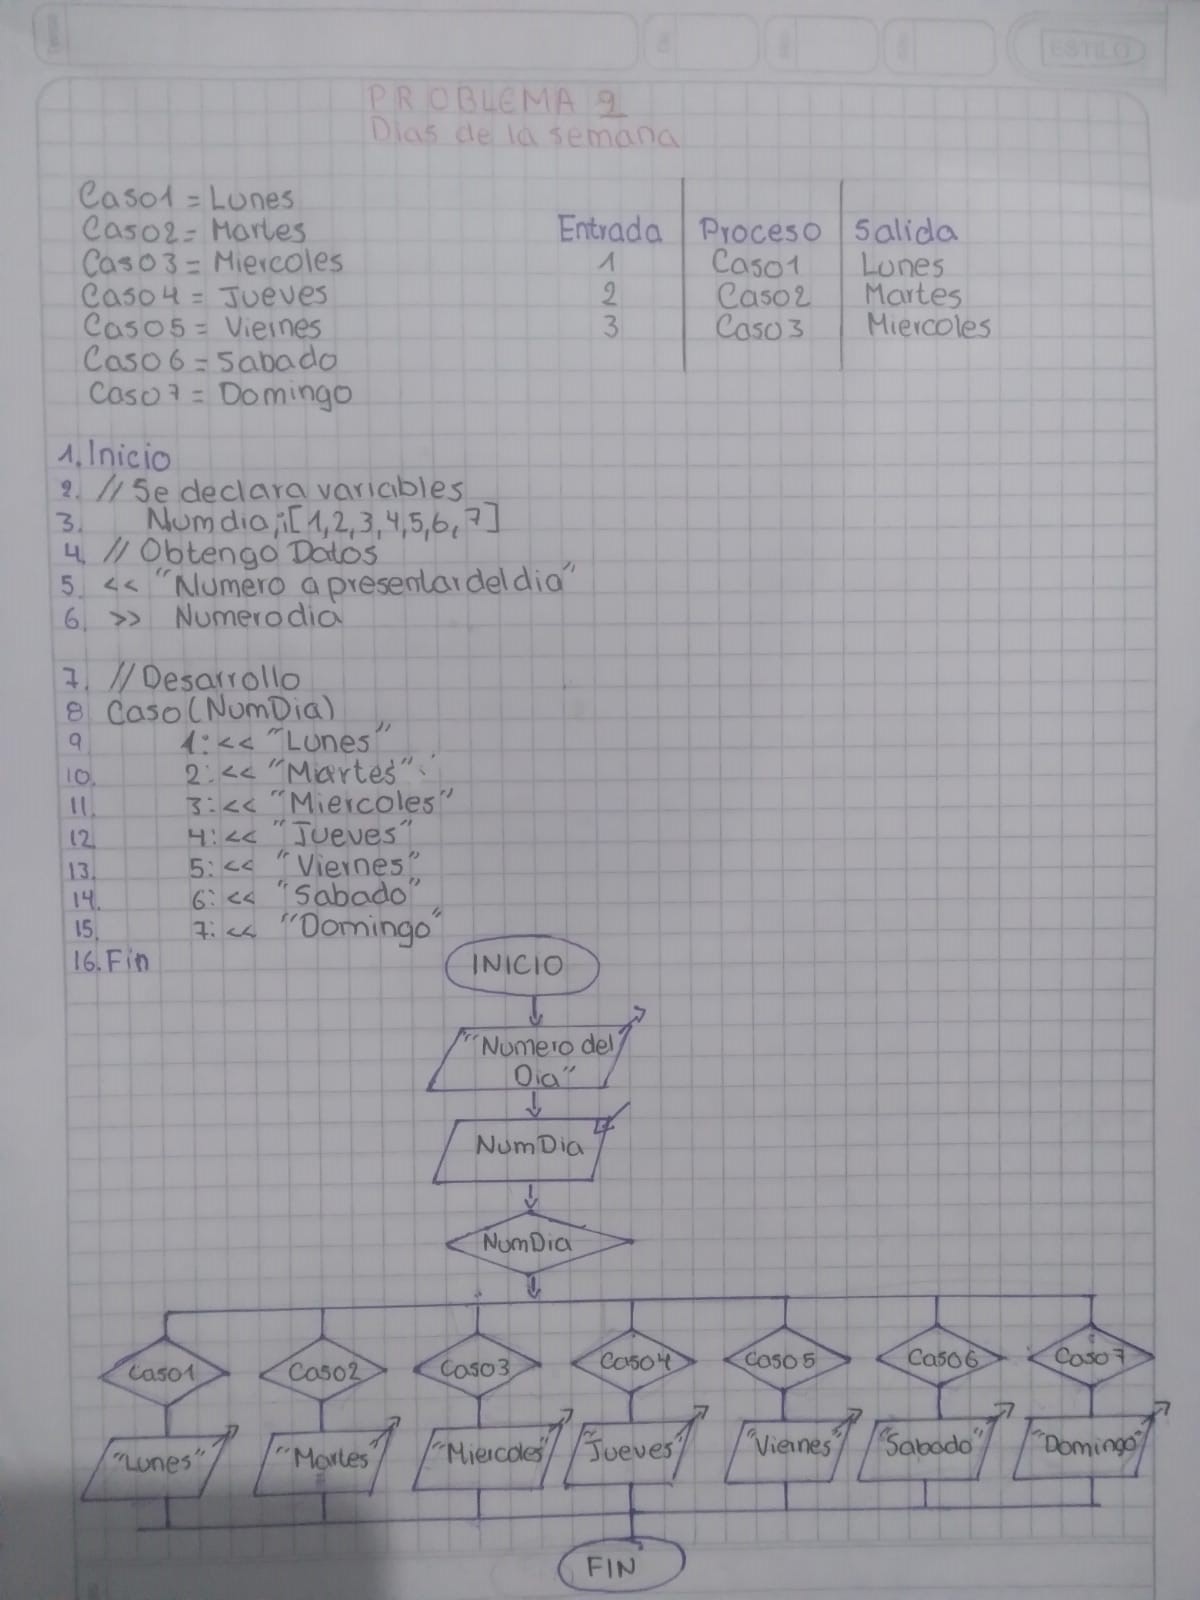 ESTILO
PROBLEMA 2
Dias de la semana
Caso1 = Lunes
Caso2 = Martes
Caso3 = Miercoles
Caso4 = Jueves
Caso5 = Viernes
Caso6 = Sabado
Caso7 = Domingo
Entrada Proceso Salida
1 Caso1 Lunes
2 Caso2 Martes
3 Caso3 Miercoles
1. Inicio
2. // Se declara variables
3. Numdia,i[1,2,3,4,5,6,7]
4. // Obtengo Datos
5. << "Numero a presentar del dia"
6. >> Numerodia
7. // Desarrollo
8 Caso(NumDia)
9 1: << "Lunes"
10. 2: << "Martes"
11. 3: << "Miercoles"
12. 4: << "Jueves"
13. 5: << "Viernes"
14. 6: << "Sabado"
15. 7: << "Domingo"
16. Fin
INICIO
"Numero del
Dia"
NumDia
NumDia
Caso1 Caso2 Caso3 Caso4 Caso5 Caso6 Caso7
"Lunes" "Martes" "Miercoles" "Jueves" "Viernes" "Sabado" "Domingo"
FIN